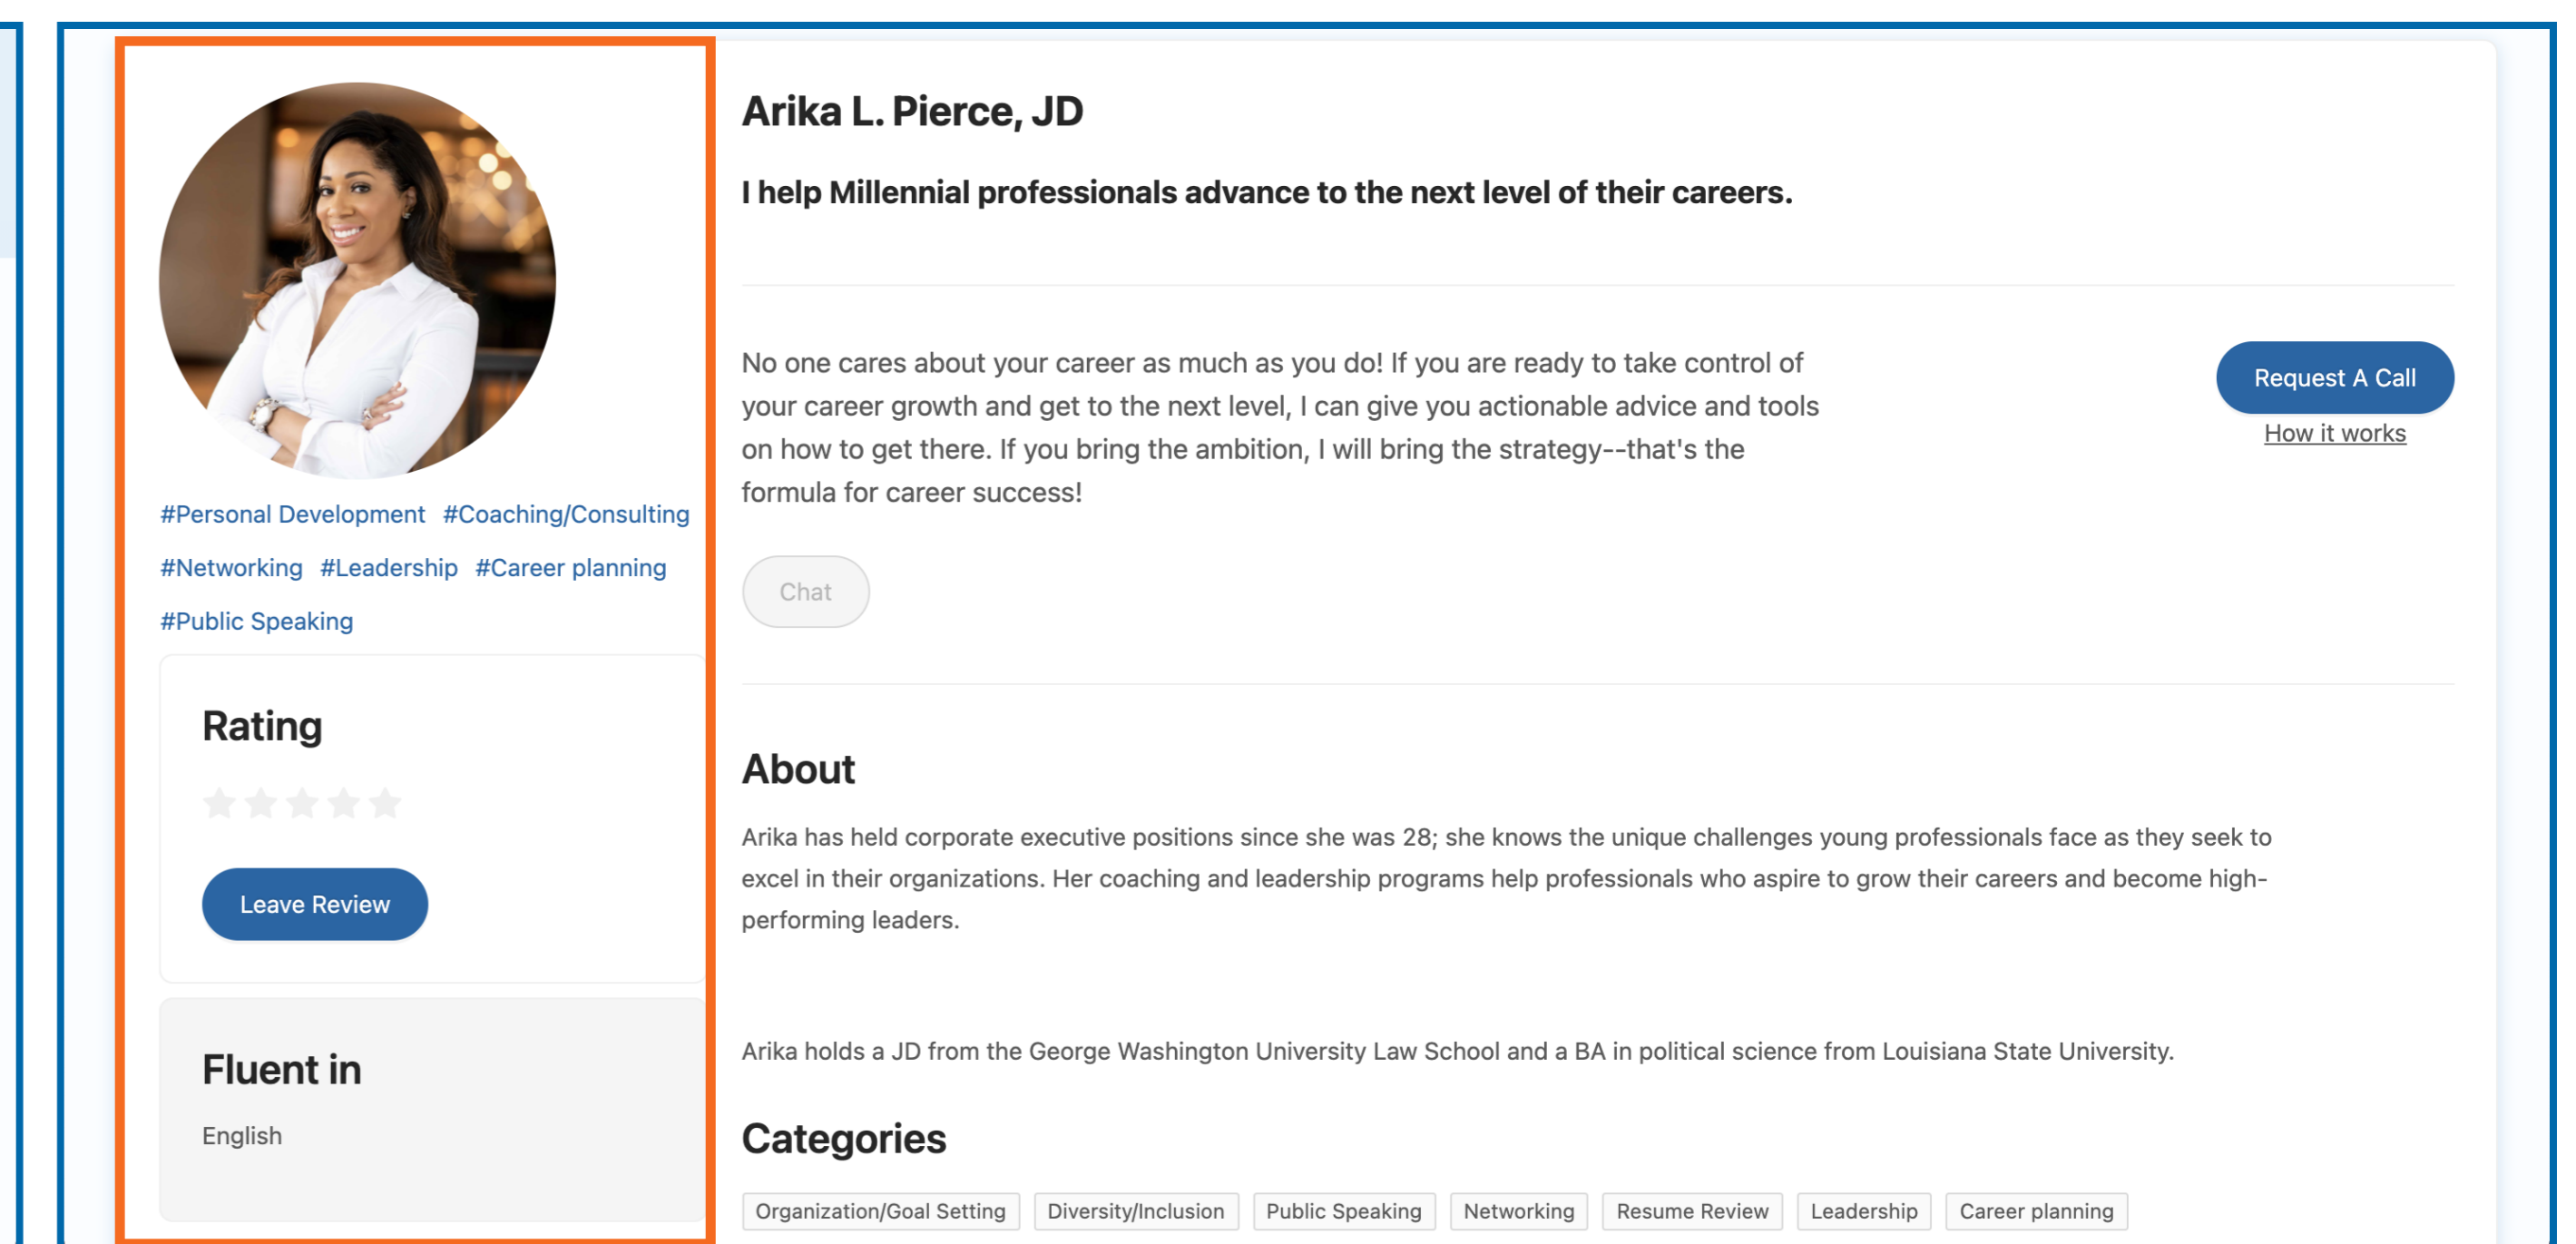 #Personal Development #Coaching/Consulting
#Networking #Leadership #Career planning
#Public Speaking
Rating
Leave Review
Fluent in
English
Arika L. Pierce, JD
I help Millennial professionals advance to the next level of their careers.
No one cares about your career as much as you do! If you are ready to take control of
your career growth and get to the next level, I can give you actionable advice and tools
on how to get there. If you bring the ambition, I will bring the strategy--that's the
formula for career success!
Request A Call
How it works
Chat
About
Arika has held corporate executive positions since she was 28; she knows the unique challenges young professionals face as they seek to
excel in their organizations. Her coaching and leadership programs help professionals who aspire to grow their careers and become high-
performing leaders.
Arika holds a JD from the George Washington University Law School and a BA in political science from Louisiana State University.
Categories
Organization/Goal Setting Diversity/Inclusion Public Speaking Networking Resume Review Leadership Career planning